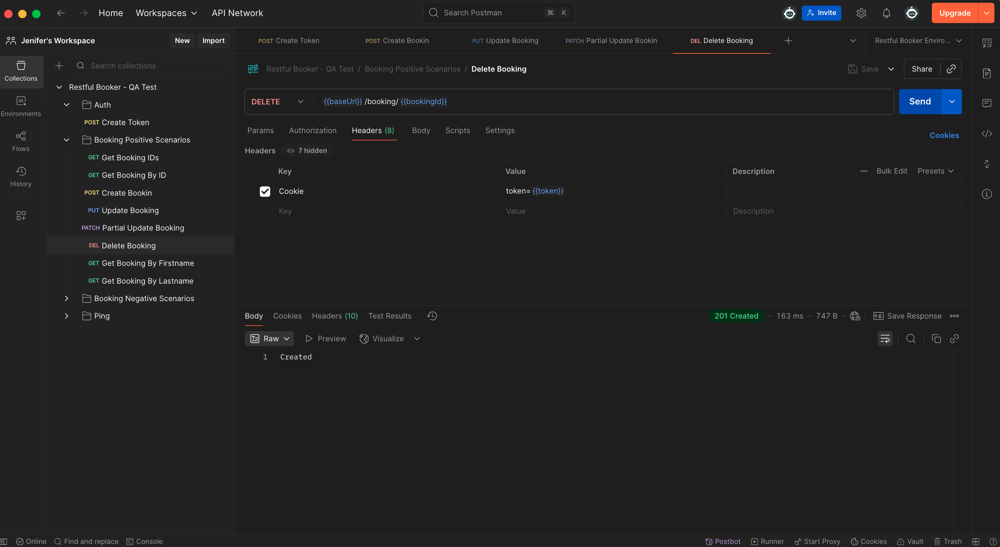 Home Workspaces API Network Search Postman ⌘ K Invite Upgrade
Jenifer's Workspace New Import
POST Create Token POST Create Bookin PUT Update Booking PATCH Partial Update Bookin DEL Delete Booking Restful Booker Enviro...
Collections
Environments
Flows
History
Search collections
Restful Booker - QA Test
Auth
POST Create Token
Booking Positive Scenarios
GET Get Booking IDs
GET Get Booking By ID
POST Create Bookin
PUT Update Booking
PATCH Partial Update Booking
DEL Delete Booking
GET Get Booking By Firstname
GET Get Booking By Lastname
Booking Negative Scenarios
Ping
HTTP Restful Booker - QA Test / Booking Positive Scenarios / Delete Booking Save Share
DELETE {{baseUrl}} /booking/ {{bookingId}} Send
Params Authorization Headers (8) Body Scripts Settings Cookies
Headers 7 hidden
Key Value Description Bulk Edit Presets
Cookie token= {{token}}
Key Value Description
Body Cookies Headers (10) Test Results 201 Created • 163 ms • 747 B • e.g. Save Response
Raw Preview Visualize
1 Created
Online Find and replace Console Postbot Runner Start Proxy Cookies Vault Trash